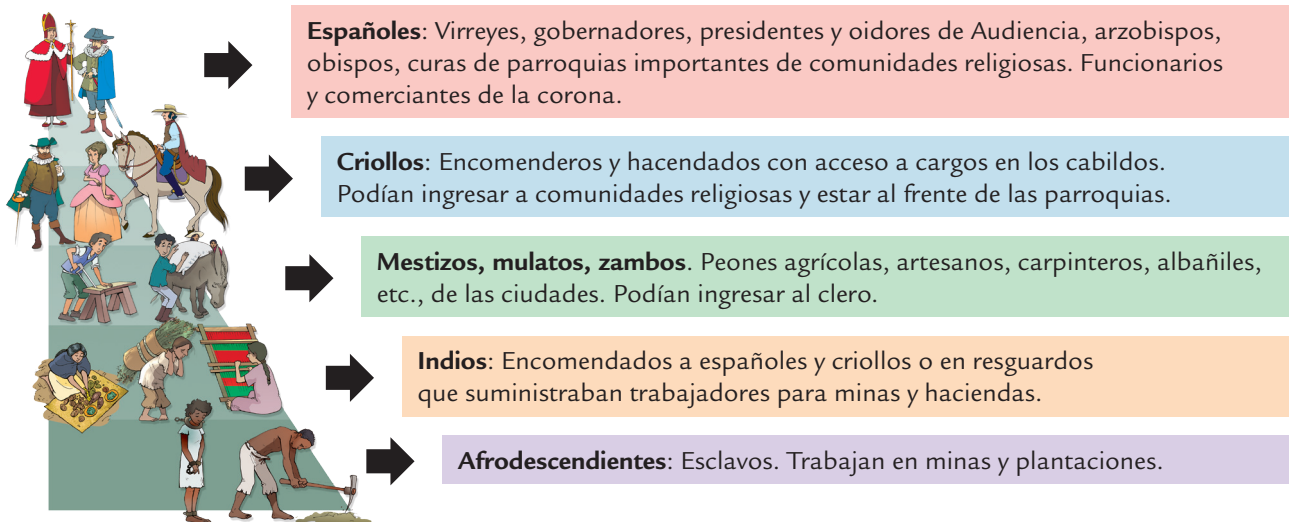 Españoles: Virreyes, gobernadores, presidentes y oidores de Audiencia, arzobispos,
obispos, curas de parroquias importantes de comunidades religiosas. Funcionarios
y comerciantes de la corona.
Criollos: Encomenderos y hacendados con acceso a cargos en los cabildos.
Podían ingresar a comunidades religiosas y estar al frente de las parroquias.
Mestizos, mulatos, zambos. Peones agrícolas, artesanos, carpinteros, albañiles,
etc., de las ciudades. Podían ingresar al clero.
Indios: Encomendados a españoles y criollos o en resguardos
que suministraban trabajadores para minas y haciendas.
Afrodescendientes: Esclavos. Trabajan en minas y plantaciones.